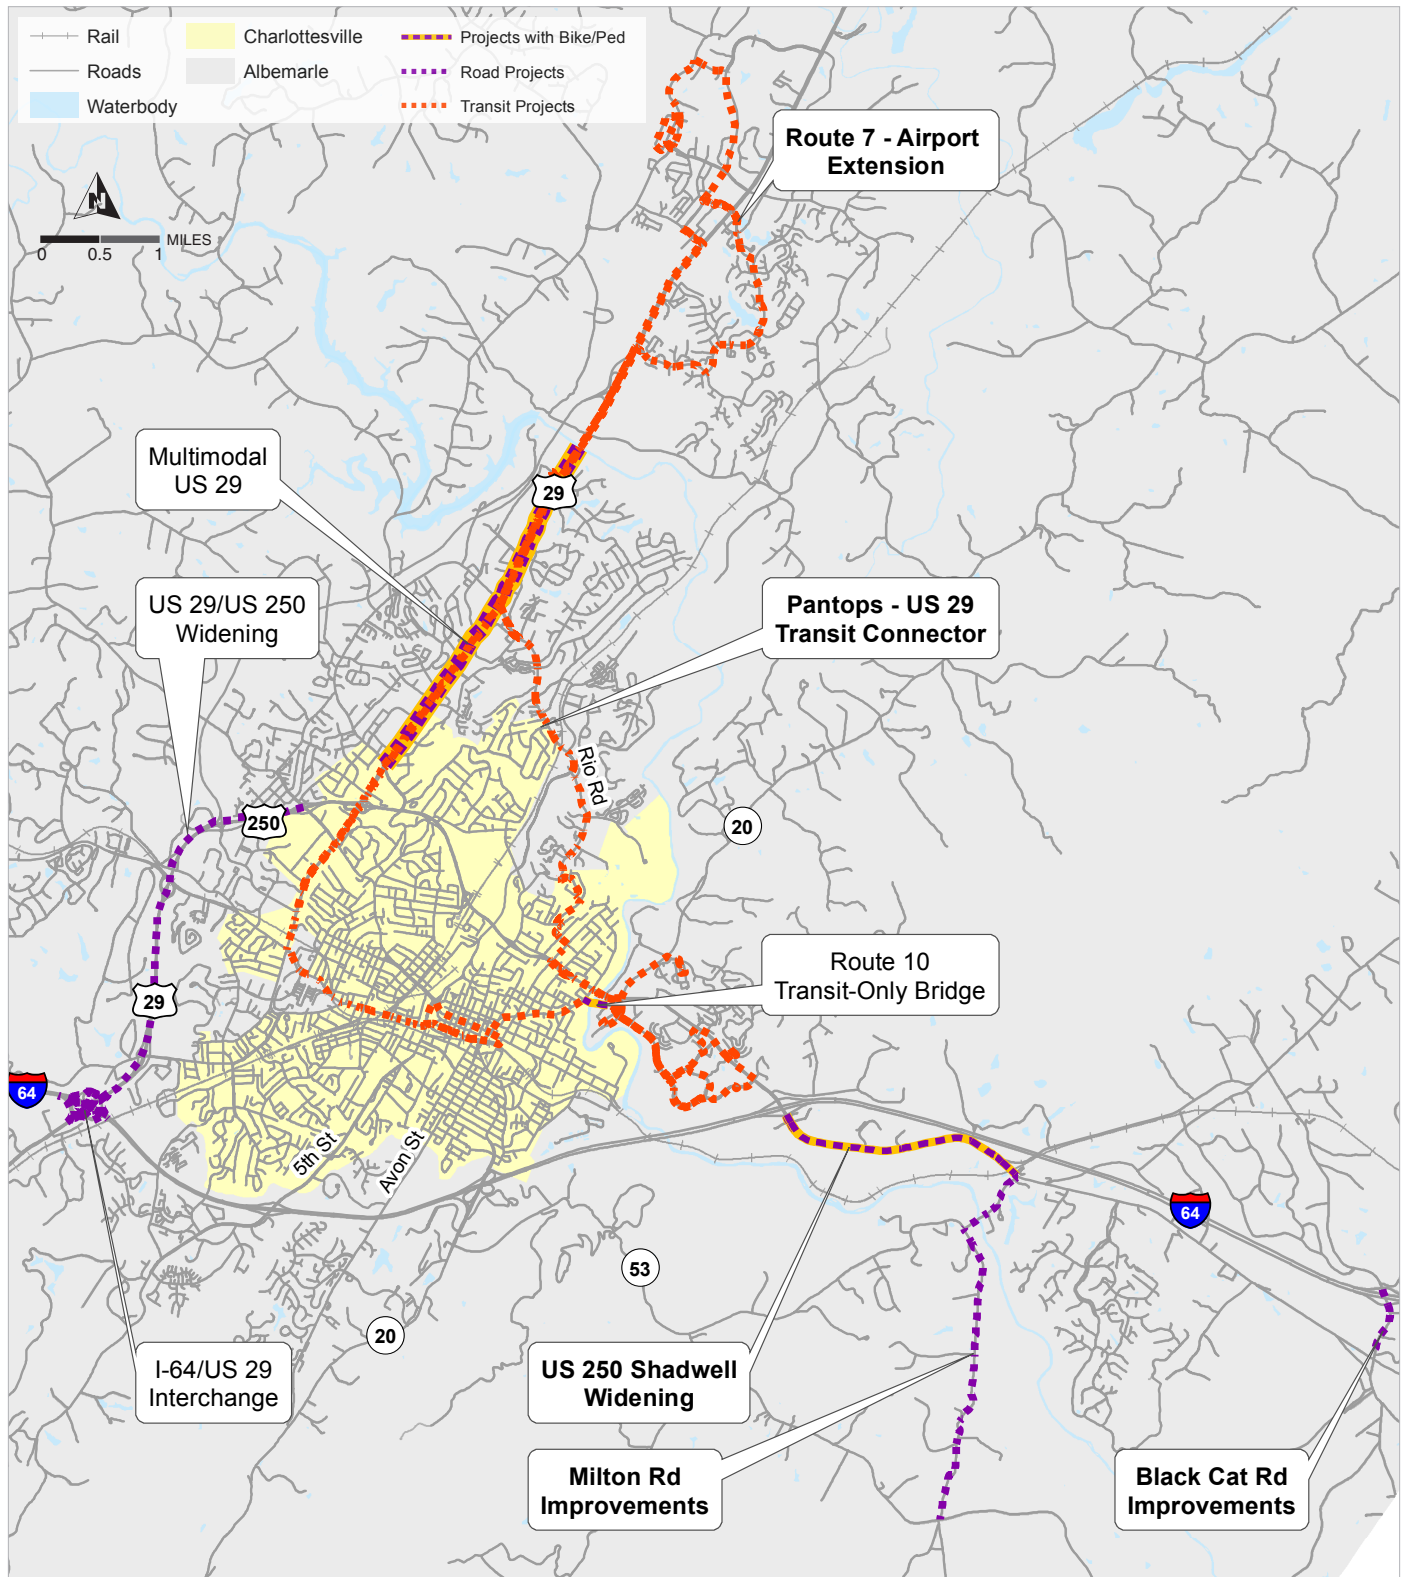 Rail
Roads
Waterbody
Charlottesville
Albemarle
Projects with Bike/Ped
Road Projects
Transit Projects
N
MILES
0 0.5 1
Route 7 - Airport
Extension
Multimodal
US 29
29
US 29/US 250
Widening
Pantops - US 29
Transit Connector
Rio Rd
250
20
Route 10
Transit-Only Bridge
29
64
5th St
Avon St
64
53
20
I-64/US 29
Interchange
US 250 Shadwell
Widening
Milton Rd
Improvements
Black Cat Rd
Improvements